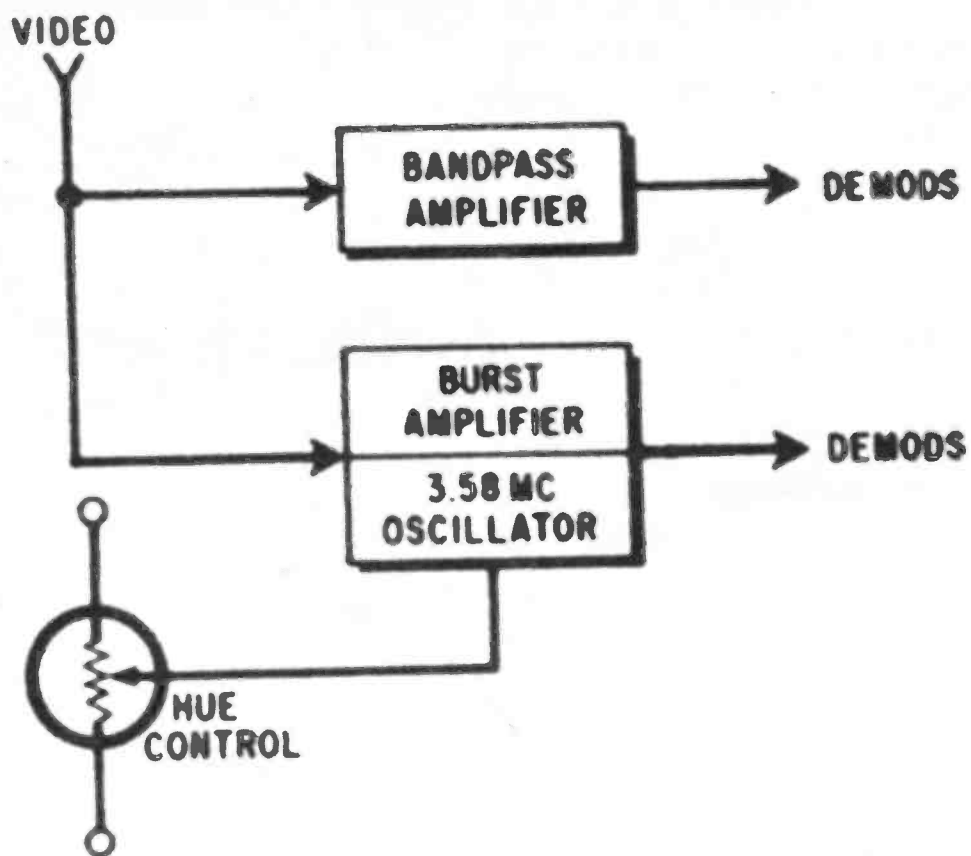 VIDEO
BANDPASS
AMPLIFIER
DEMODS
BURST
AMPLIFIER
3.58 MC
OSCILLATOR
DEMODS
HUE
CONTROL